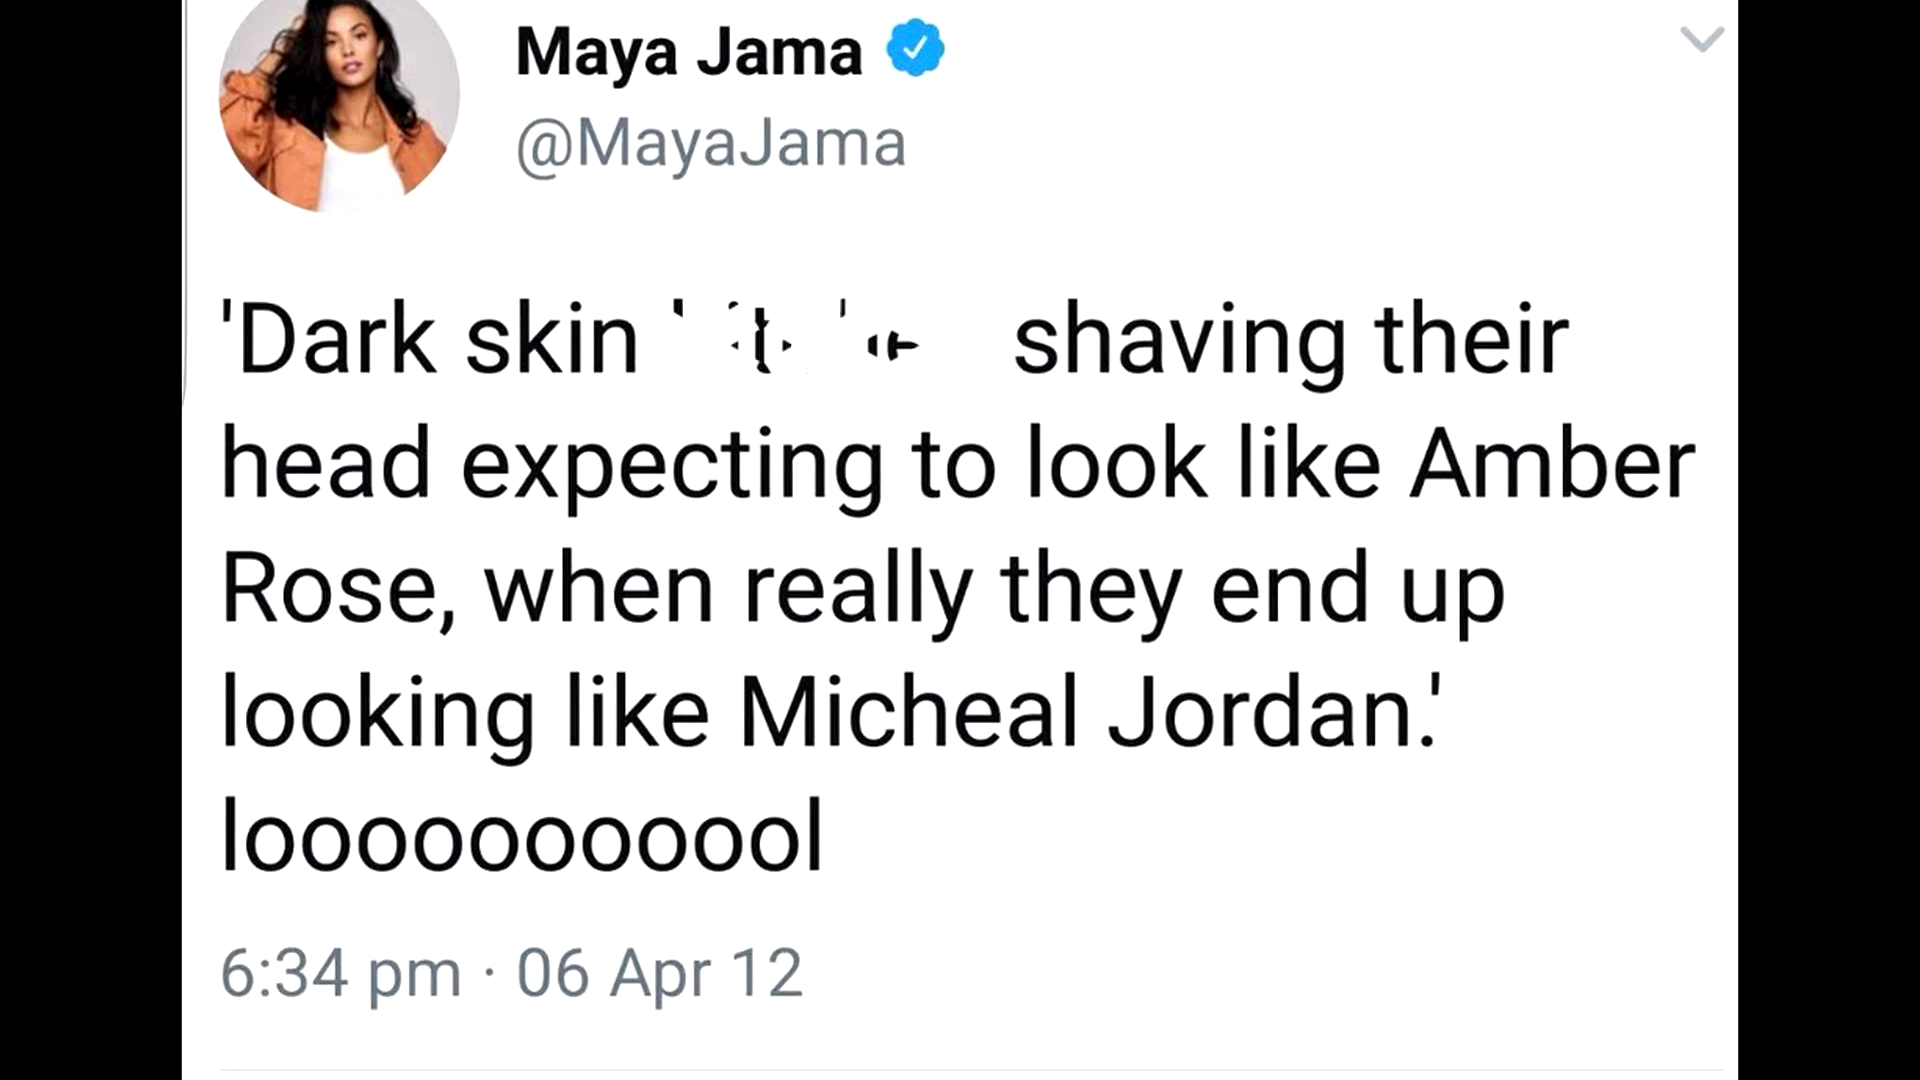 Maya Jama
@MayaJama
'Dark skin shaving their
head expecting to look like Amber
Rose, when really they end up
looking like Micheal Jordan.'
looooooooool
6:34 pm · 06 Apr 12